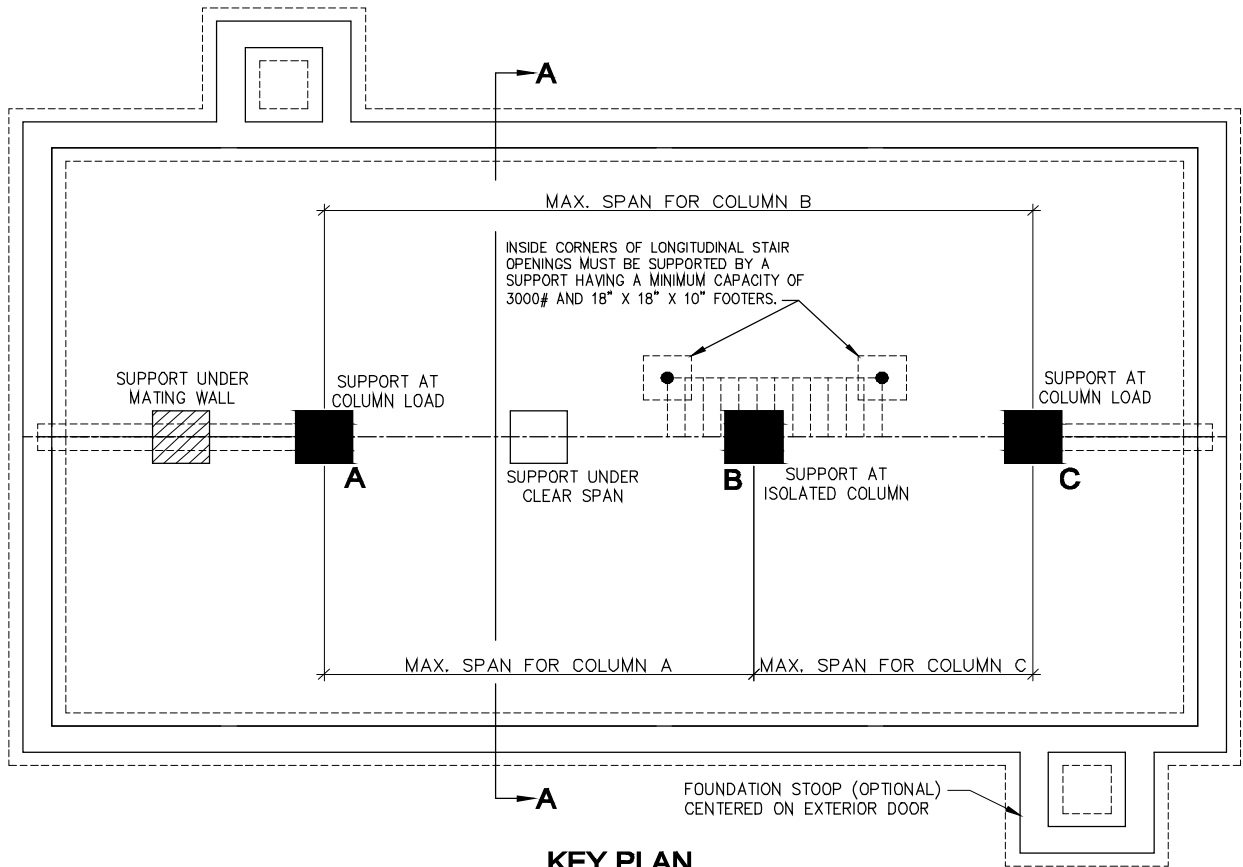 A
MAX. SPAN FOR COLUMN B
INSIDE CORNERS OF LONGITUDINAL STAIR
OPENINGS MUST BE SUPPORTED BY A
SUPPORT HAVING A MINIMUM CAPACITY OF
3000# AND 18" X 18" X 10" FOOTERS.
SUPPORT UNDER
MATING WALL
SUPPORT AT
COLUMN LOAD
SUPPORT AT
COLUMN LOAD
A
SUPPORT UNDER
CLEAR SPAN
B
SUPPORT AT
ISOLATED COLUMN
C
MAX. SPAN FOR COLUMN A
MAX. SPAN FOR COLUMN C
A
FOUNDATION STOOP (OPTIONAL)
CENTERED ON EXTERIOR DOOR
KEY PLAN